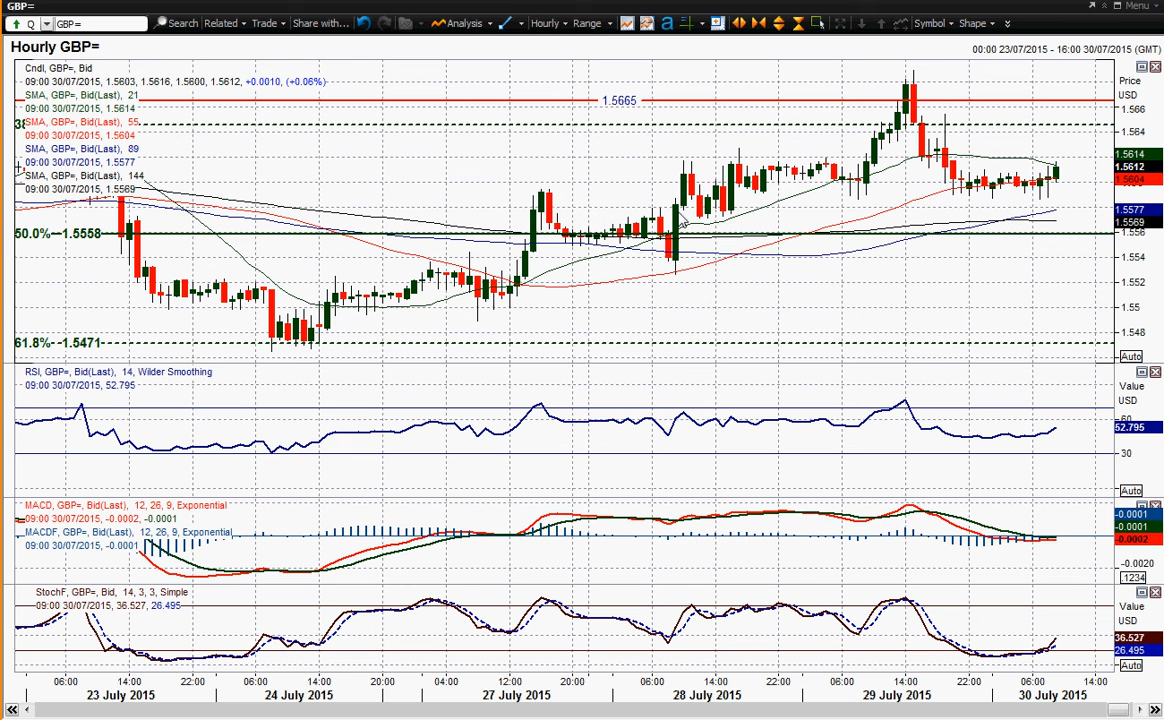 GBP=
Menu
Q GBP= Search Related Trade Share with... Analysis Hourly Range Symbol Shape
Hourly GBP=
00:00 23/07/2015 - 16:00 30/07/2015 (GMT)
Cndl, GBP=, Bid
09:00 30/07/2015, 1.5603, 1.5616, 1.5600, 1.5612, +0.0010, (+0.06%)
SMA, GBP=, Bid(Last), 21
09:00 30/07/2015, 1.5614
SMA, GBP=, Bid(Last), 55
09:00 30/07/2015, 1.5604
SMA, GBP=, Bid(Last), 89
09:00 30/07/2015, 1.5577
SMA, GBP=, Bid(Last), 144
09:00 30/07/2015, 1.5569
1.5665
50.0%--1.5558
61.8%--1.5471
Price
USD
1.566
1.564
1.5614
1.5612
1.5604
1.5577
1.5569
1.556
1.554
1.552
1.55
1.548
Auto
RSI, GBP=, Bid(Last), 14, Wilder Smoothing
09:00 30/07/2015, 52.795
Value
USD
60
52.795
30
Auto
MACD, GBP=, Bid(Last), 12, 26, 9, Exponential
09:00 30/07/2015, -0.0002, -0.0001
MACDF, GBP=, Bid(Last), 12, 26, 9, Exponential
09:00 30/07/2015, -0.0001
-0.0001
-0.0001
-0.0002
-0.0020
.1234
StochF, GBP=, Bid, 14, 3, 3, Simple
09:00 30/07/2015, 36.527, 26.495
Value
USD
36.527
26.495
Auto
06:00 14:00 22:00 06:00 14:00 20:00 04:00 12:00 20:00 06:00 14:00 22:00 06:00 14:00 22:00 06:00 14:00
23 July 2015 24 July 2015 27 July 2015 28 July 2015 29 July 2015 30 July 2015